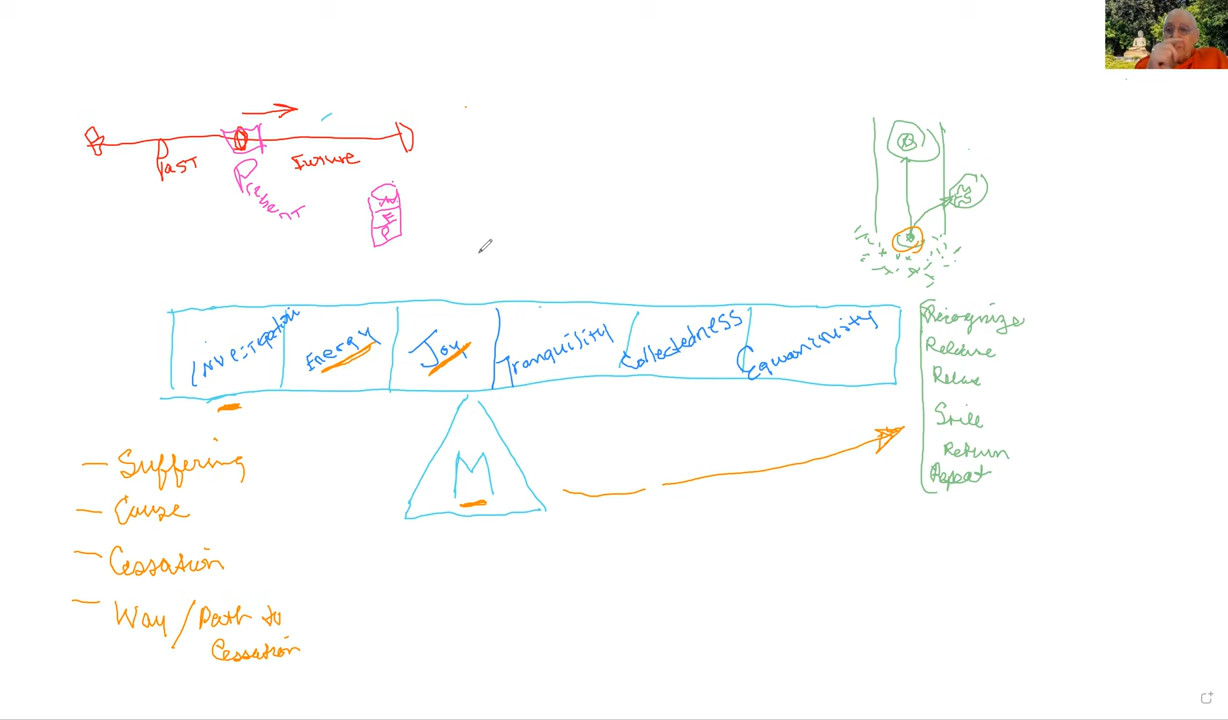 Past
Present
Future
Investigation
Energy
Joy
Tranquility
Collectedness
Equanimity
M
Recognize
Release
Relax
Smile
Return
Repeat
— Suffering
— Cause
— Cessation
— Way / Path to
Cessation